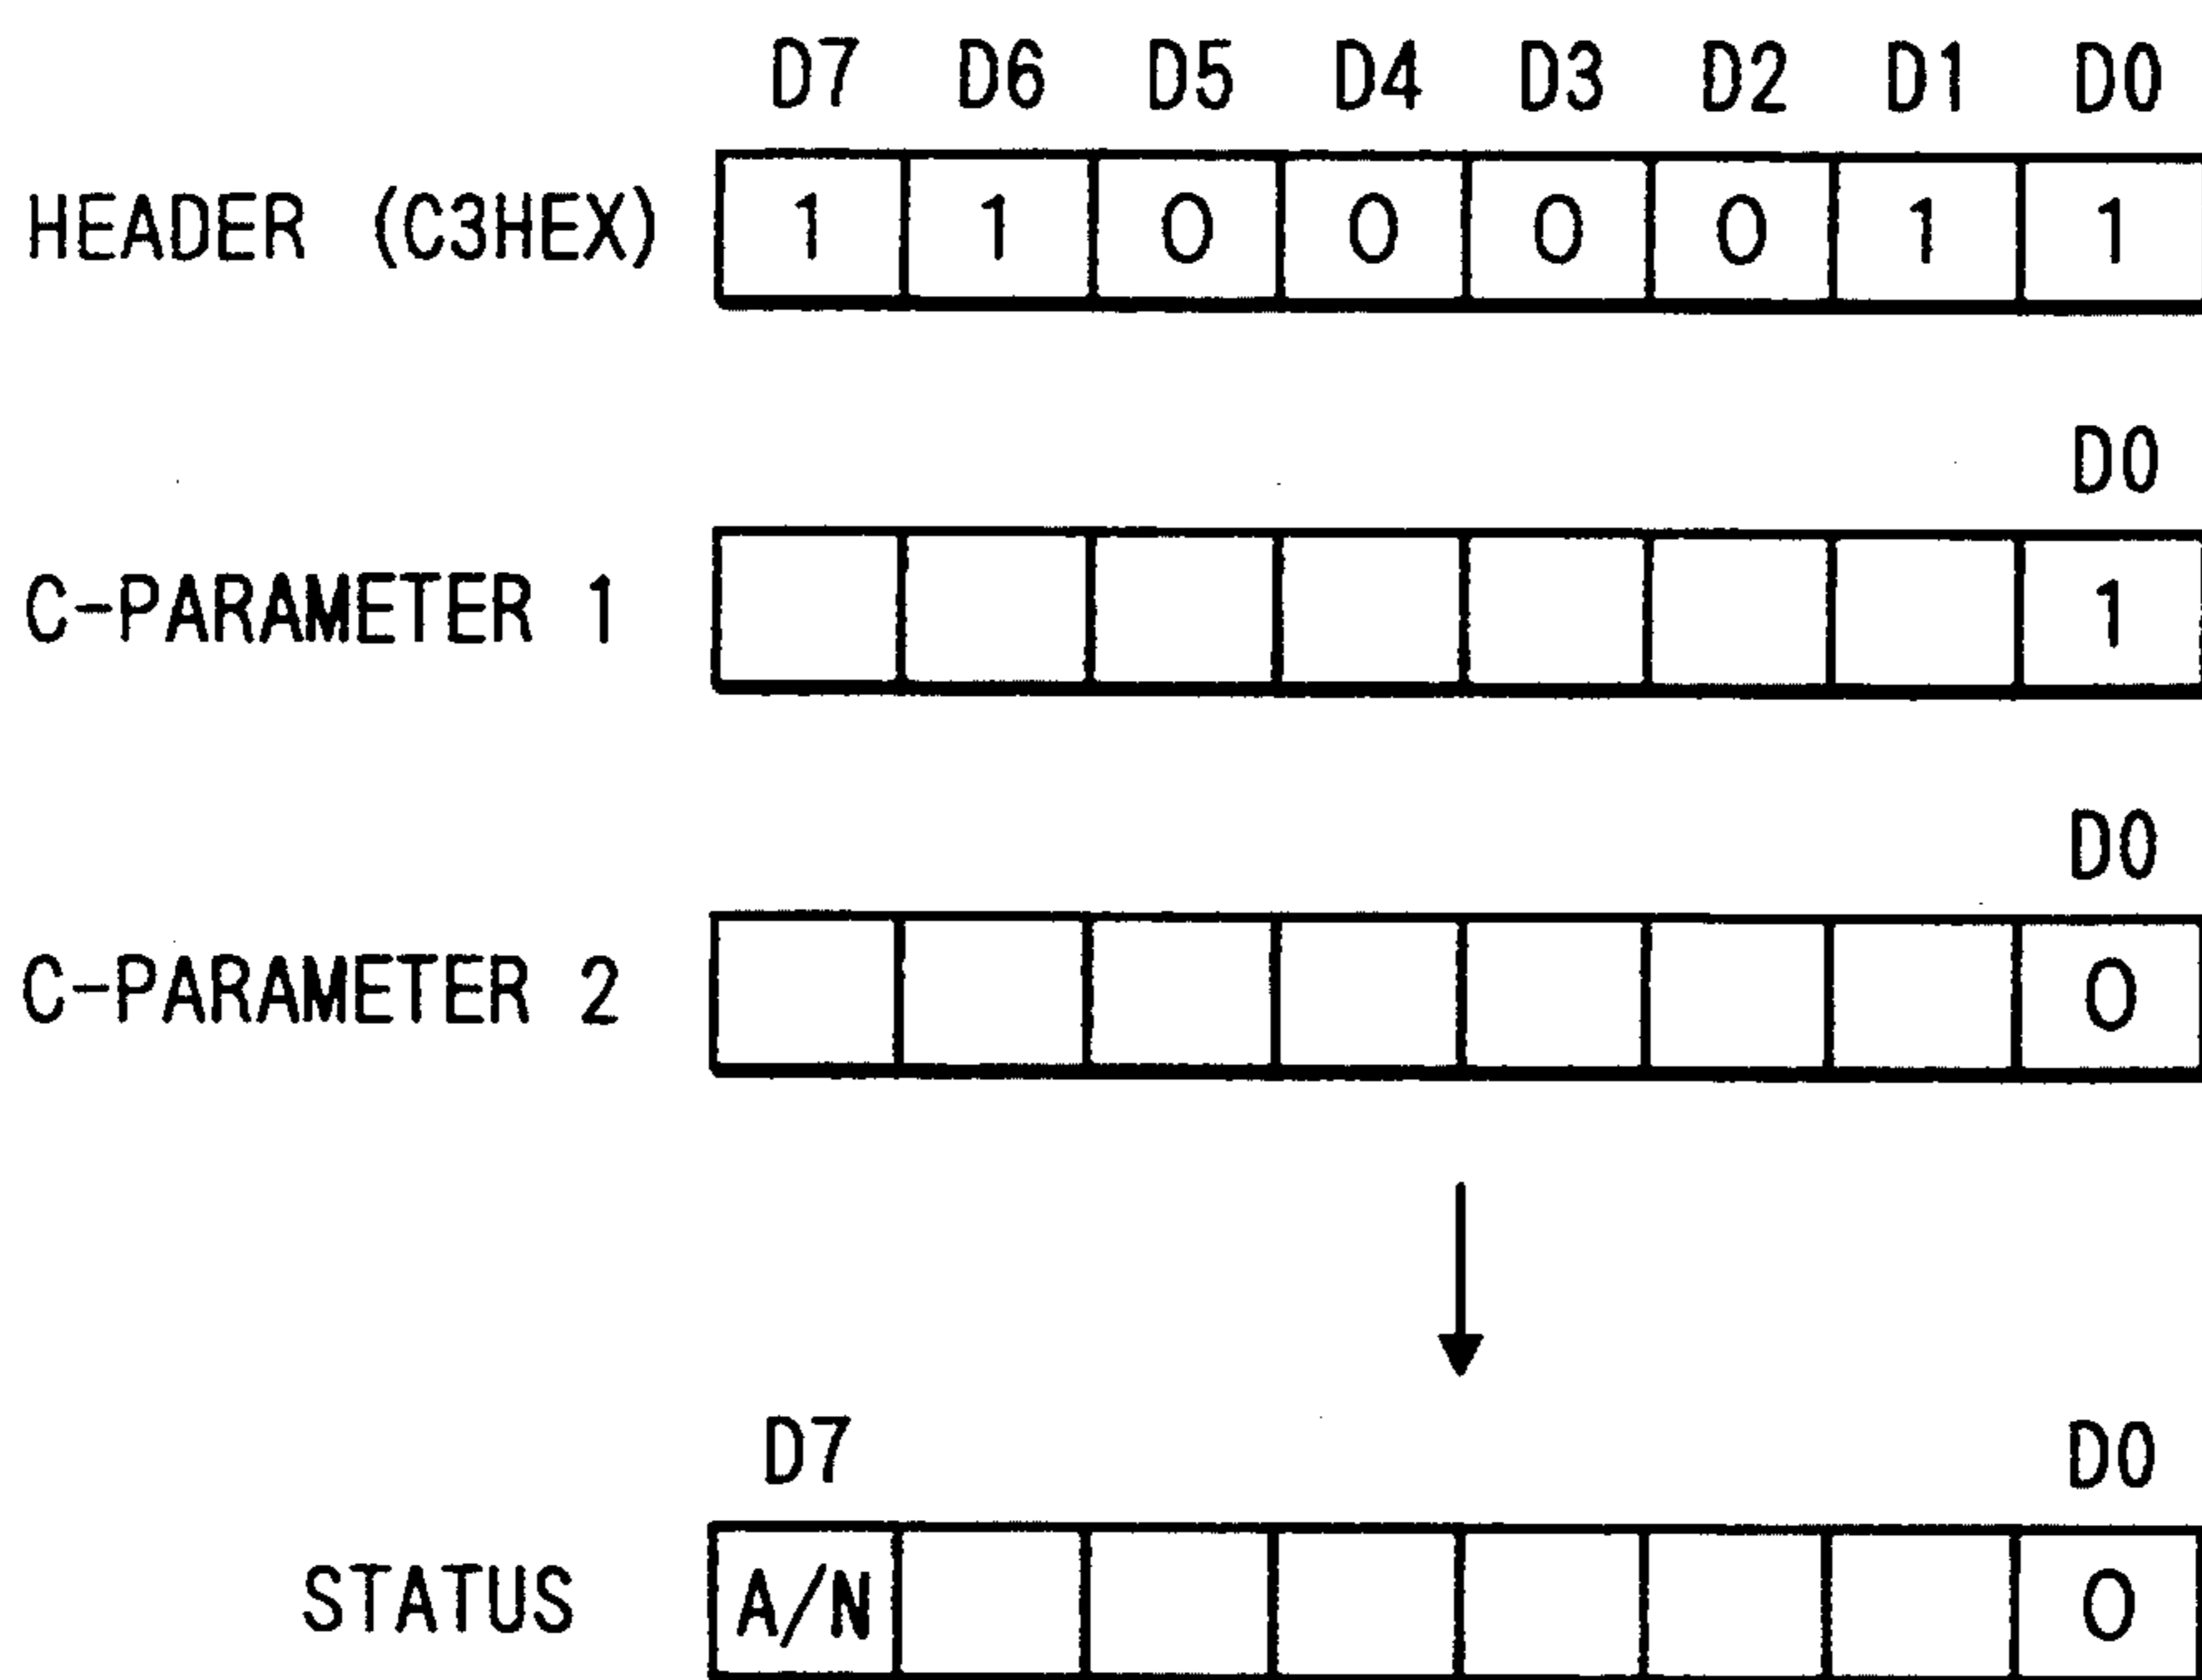 D7 D6 D5 D4 D3 D2 D1 D0
HEADER (C3HEX) 1 1 0 0 0 0 1 1
D0
C-PARAMETER 1 1
D0
C-PARAMETER 2 0
D7 D0
STATUS A/N 0